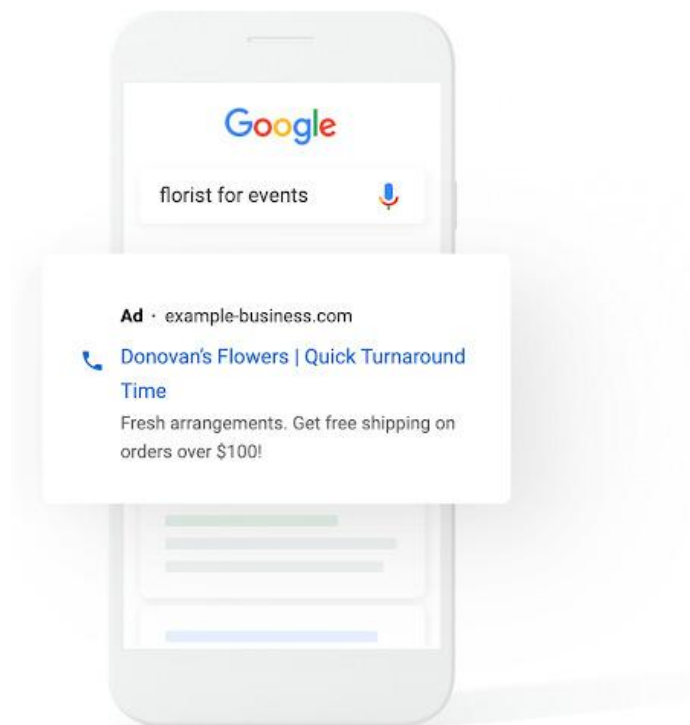 Google
florist for events
Ad · example-business.com
Donovan's Flowers | Quick Turnaround
Time
Fresh arrangements. Get free shipping on
orders over $100!